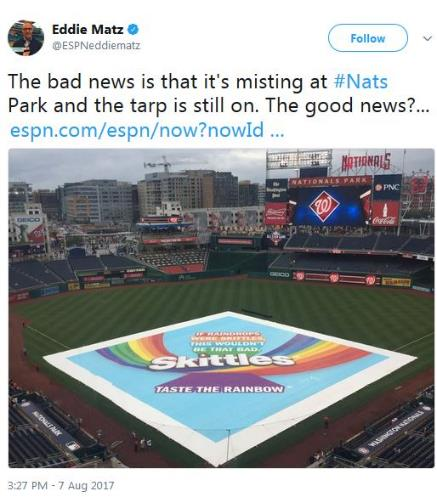 Eddie Matz
@ESPNeddiematz
Follow
The bad news is that it's misting at #Nats
Park and the tarp is still on. The good news?...
espn.com/espn/now?nowId ...
NATIONALS
NATIONALS PARK
W
PNC
Coca-Cola
GEICO
GEICO
IF RAINDROPS
WERE SKITTLES,
THIS WOULDN'T
BE THAT BAD.
Skittles
TASTE THE RAINBOW
NATIONALS PARK
WASHINGTON NATIONALS
3:27 PM - 7 Aug 2017